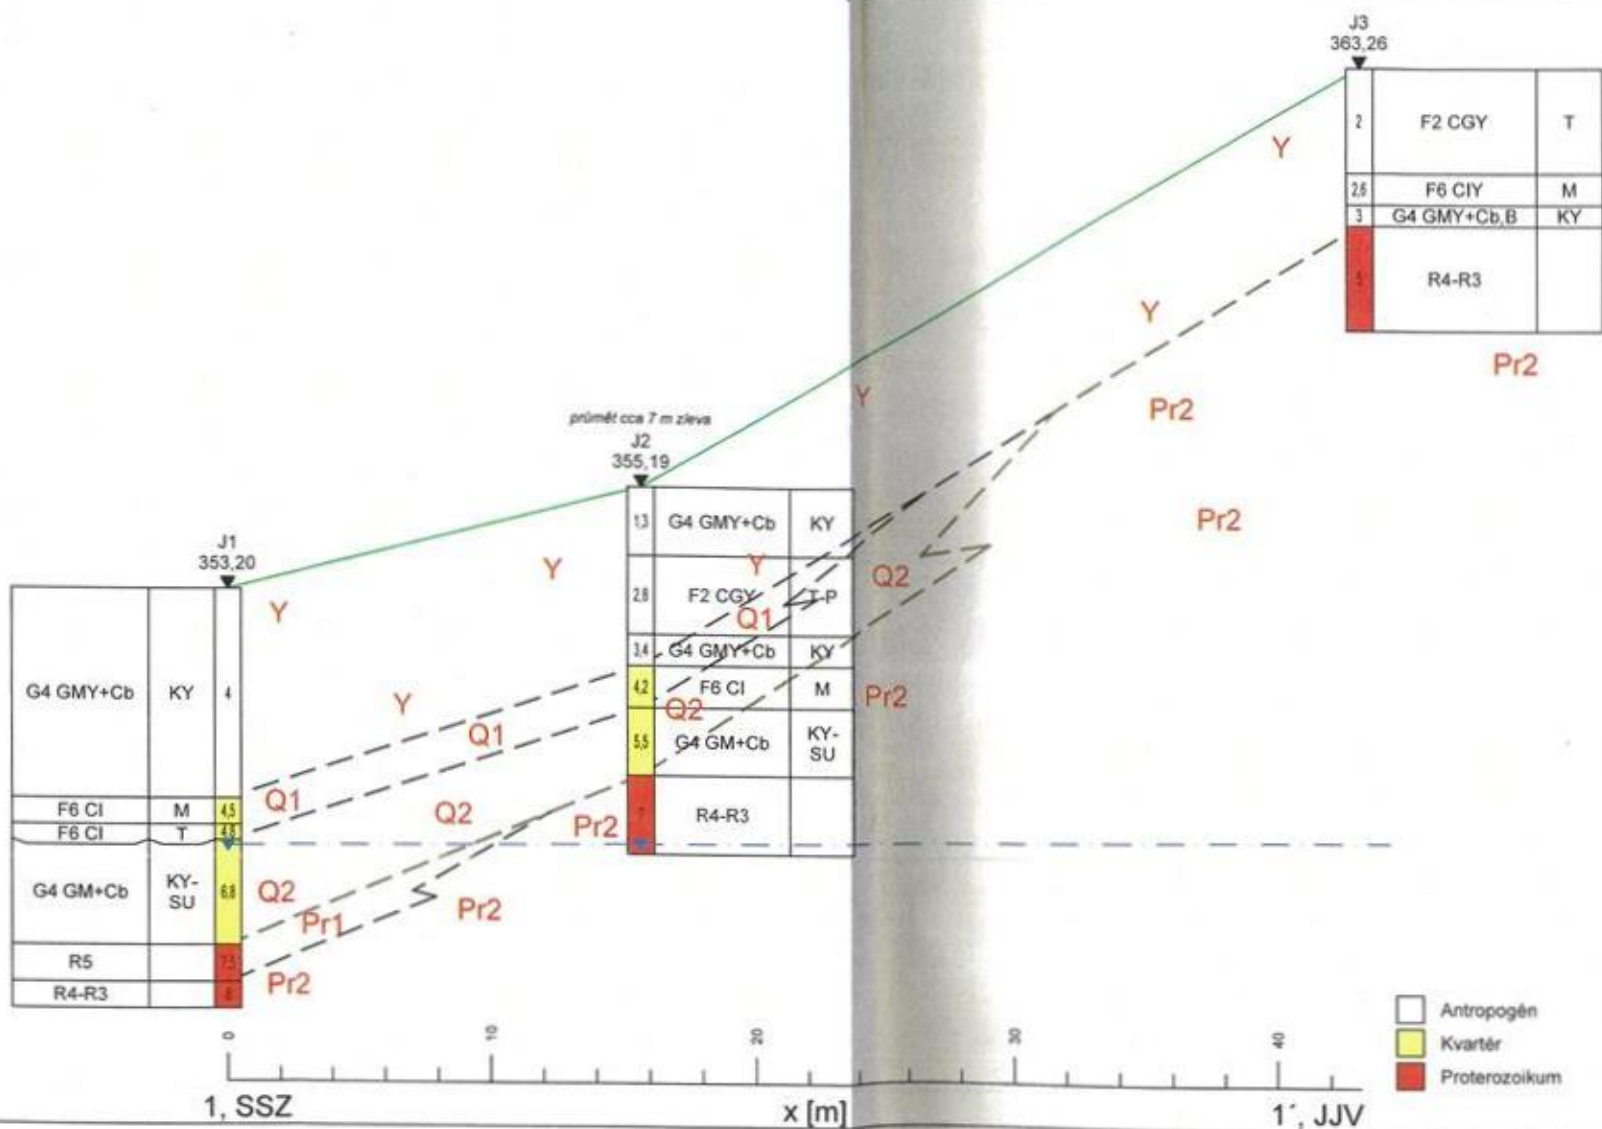 J3
363,26
2 F2 CGY T
2,6 F6 CIY M
3 G4 GMY+Cb,B KY
5 R4-R3
Y
Y
Pr2
Pr2
Pr2
Y
průmět cca 7 m zleva
J2
355,19
1,3 G4 GMY+Cb KY
2,8 F2 CGY T-P
3,4 G4 GMY+Cb KY
4,2 F6 CI M
5,5 G4 GM+Cb KY-
SU
7 R4-R3
Y
Q1
Q2
Q2
Pr2
J1
353,20
G4 GMY+Cb KY 4
F6 CI M 4,5
F6 CI T
G4 GM+Cb KY-
SU 6,8
R5 7,5
R4-R3 8
Y
Y
Y
Q1
Q1
Q2
Q2
Pr2
Pr1
Pr2
Pr2
0 10 20 30 40
1, SSZ x [m] 1´, JJV
Antropogén
Kvartér
Proterozoikum